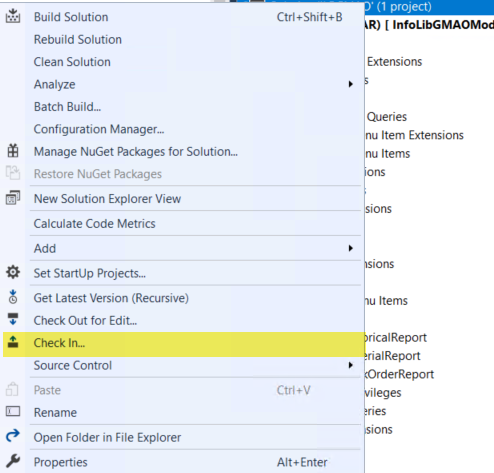 (1 project)
Build Solution Ctrl+Shift+B
AR) [ InfoLibGMAOMod
Rebuild Solution
Clean Solution
Extensions
Analyze
Batch Build...
Queries
Configuration Manager...
nu Item Extensions
Manage NuGet Packages for Solution...
nu Items
Restore NuGet Packages
ions
New Solution Explorer View
sions
Calculate Code Metrics
Add
nsions
Set StartUp Projects...
Get Latest Version (Recursive)
nu Items
Check Out for Edit...
Check In...
oricalReport
erialReport
Source Control
kOrderReport
Paste Ctrl+V
vileges
Rename
eries
sions
Open Folder in File Explorer
Properties Alt+Enter